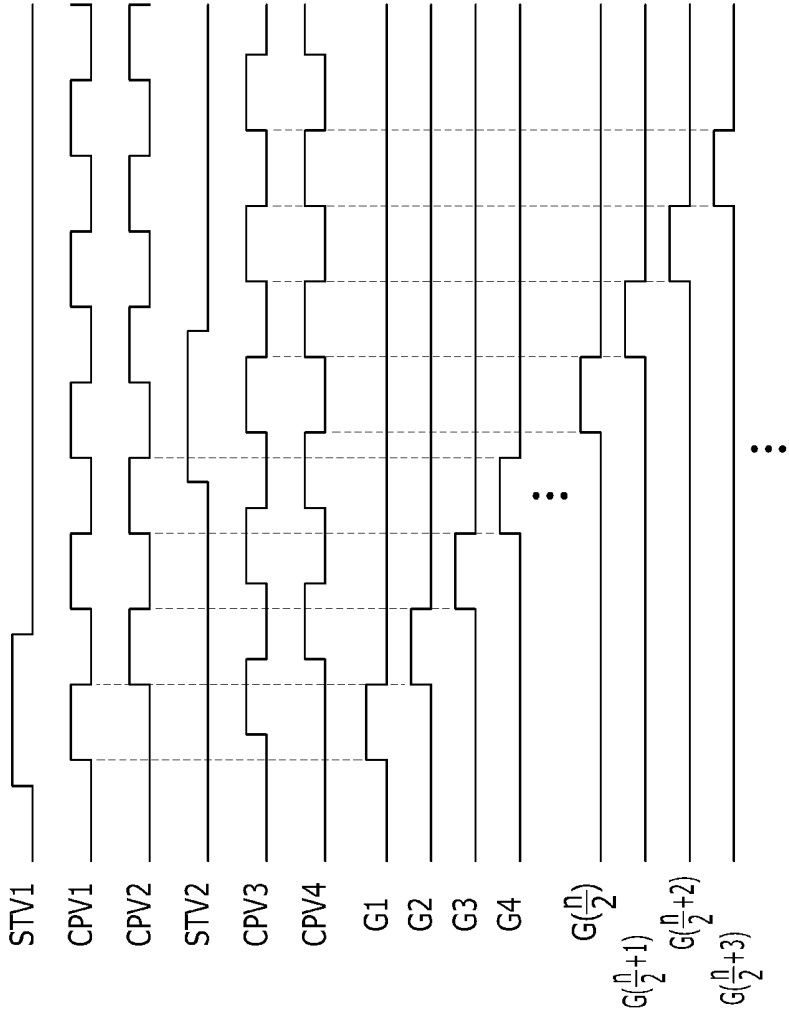 STV1
CPV1
CPV2
STV2
CPV3
CPV4
G1
G2
G3
G4
G(n/2)
G(n/2+1)
G(n/2+2)
G(n/2+3)